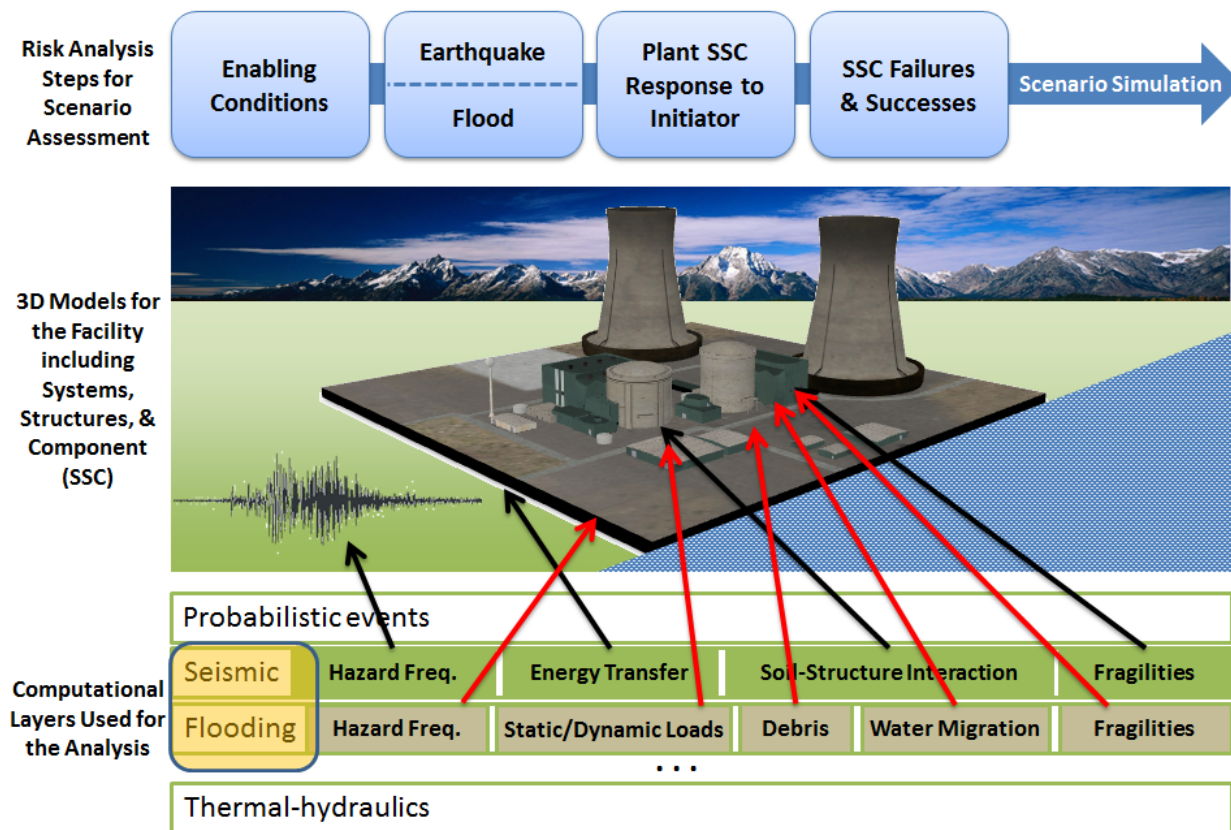 Risk Analysis
Steps for
Scenario
Assessment
Enabling
Conditions
Earthquake
Flood
Plant SSC
Response to
Initiator
SSC Failures
& Successes
Scenario Simulation
3D Models for
the Facility
including
Systems,
Structures, &
Component
(SSC)
Computational
Layers Used for
the Analysis
Probabilistic events
Seismic
Hazard Freq.
Energy Transfer
Soil-Structure Interaction
Fragilities
Flooding
Hazard Freq.
Static/Dynamic Loads
Debris
Water Migration
Fragilities
. . .
Thermal-hydraulics